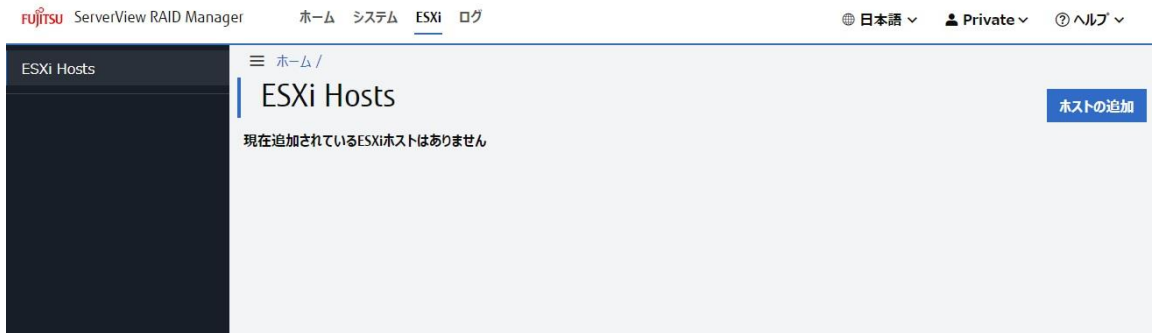 FUJITSU ServerView RAID Manager ホーム システム ESXi ログ 日本語 Private ヘルプ
ESXi Hosts
ホーム /
ESXi Hosts
ホストの追加
現在追加されているESXiホストはありません